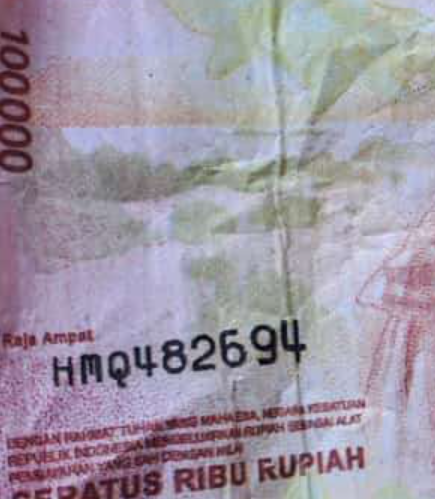 100000
Raja Ampat
HMQ482694
DENGAN RAHMAT TUHAN YANG MAHA ESA, NEGARA KESATUAN
REPUBLIK INDONESIA MENGELUARKAN RUPIAH SEBAGAI ALAT
PEMBAYARAN YANG SAH DENGAN NILAI
SERATUS RIBU RUPIAH